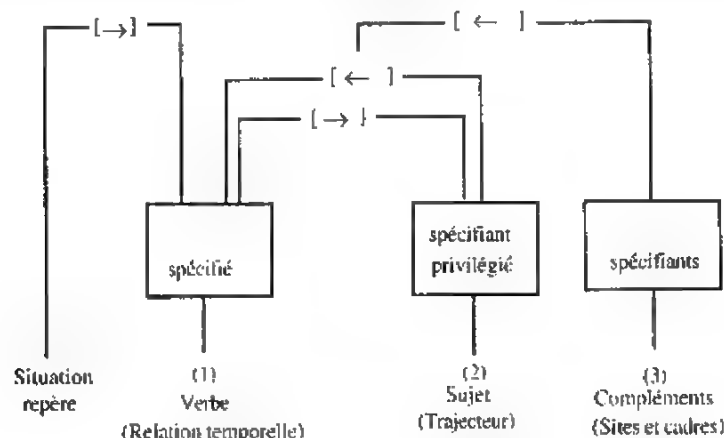 [→]
[ ← ]
[ ← ]
[ → ]
spécifié
spécifiant
privilégié
spécifiants
Situation
repère
(1)
Verbe
(Relation temporelle)
(2)
Sujet
(Trajecteur)
(3)
Compléments
(Sites et cadres)